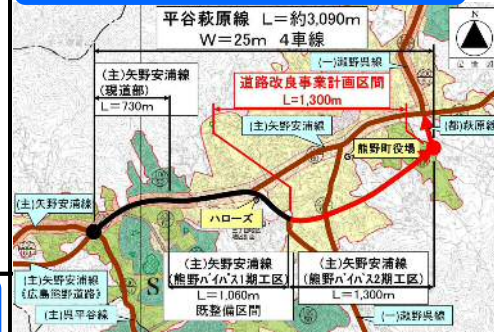 平谷萩原線 L=約3,090m
W=25m 4車線
(一)瀬野呉線
(主)矢野安浦線
(現道部)
L=730m
道路改良事業計画区間
L=1,300m
(主)矢野安浦線
(都)萩原線
熊野町役場
(主)矢野安浦線
ハローズ
(主)矢野安浦線
(広島熊野道路)
(主)呉平谷線
S
(主)矢野安浦線
(熊野バイパス1期工区)
L=1,060m
既整備区間
(主)矢野安浦線
(熊野バイパス2期工区)
L=1,300m
(一)瀬野呉線